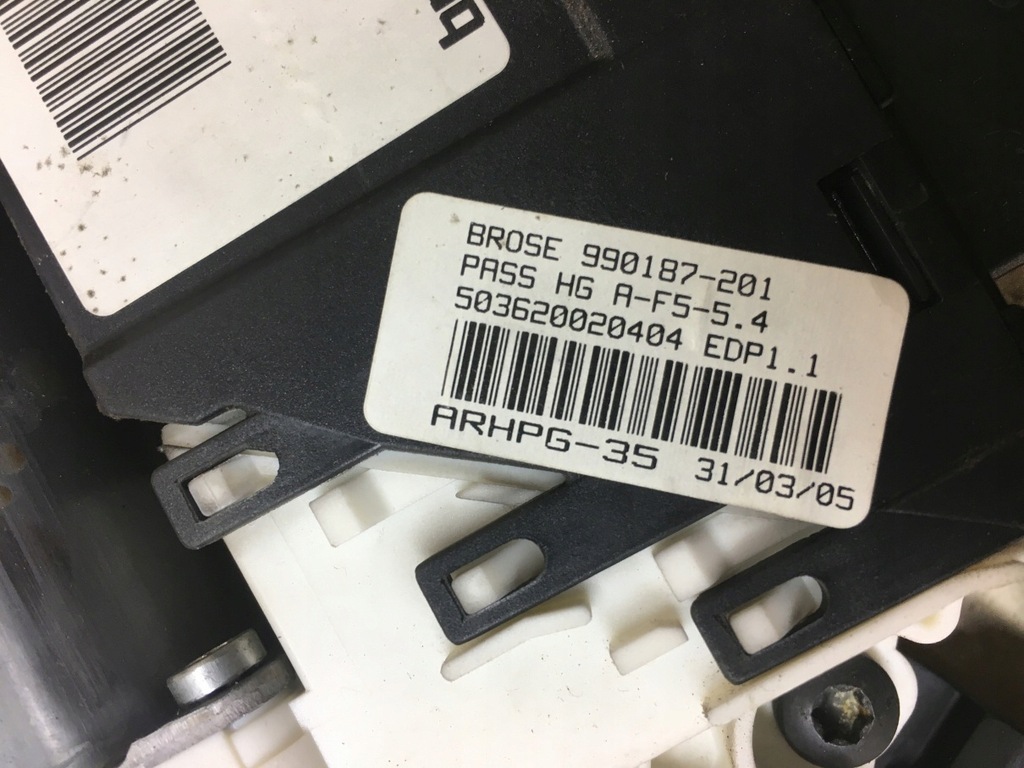 BROSE 990187-201
PASS HG A-F5-5.4
503620020404 EDP1.1
ARHPG-35 31/03/05